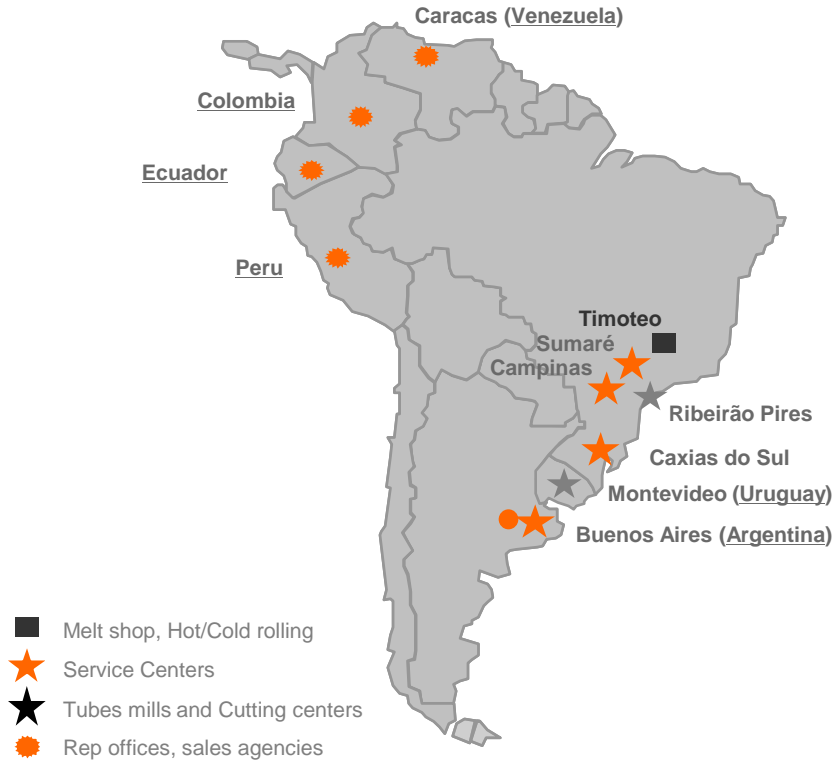 Caracas (Venezuela)
Colombia
Ecuador
Peru
Timoteo
Sumaré
Campinas
Ribeirão Pires
Caxias do Sul
Montevideo (Uruguay)
Buenos Aires (Argentina)
Melt shop, Hot/Cold rolling
Service Centers
Tubes mills and Cutting centers
Rep offices, sales agencies